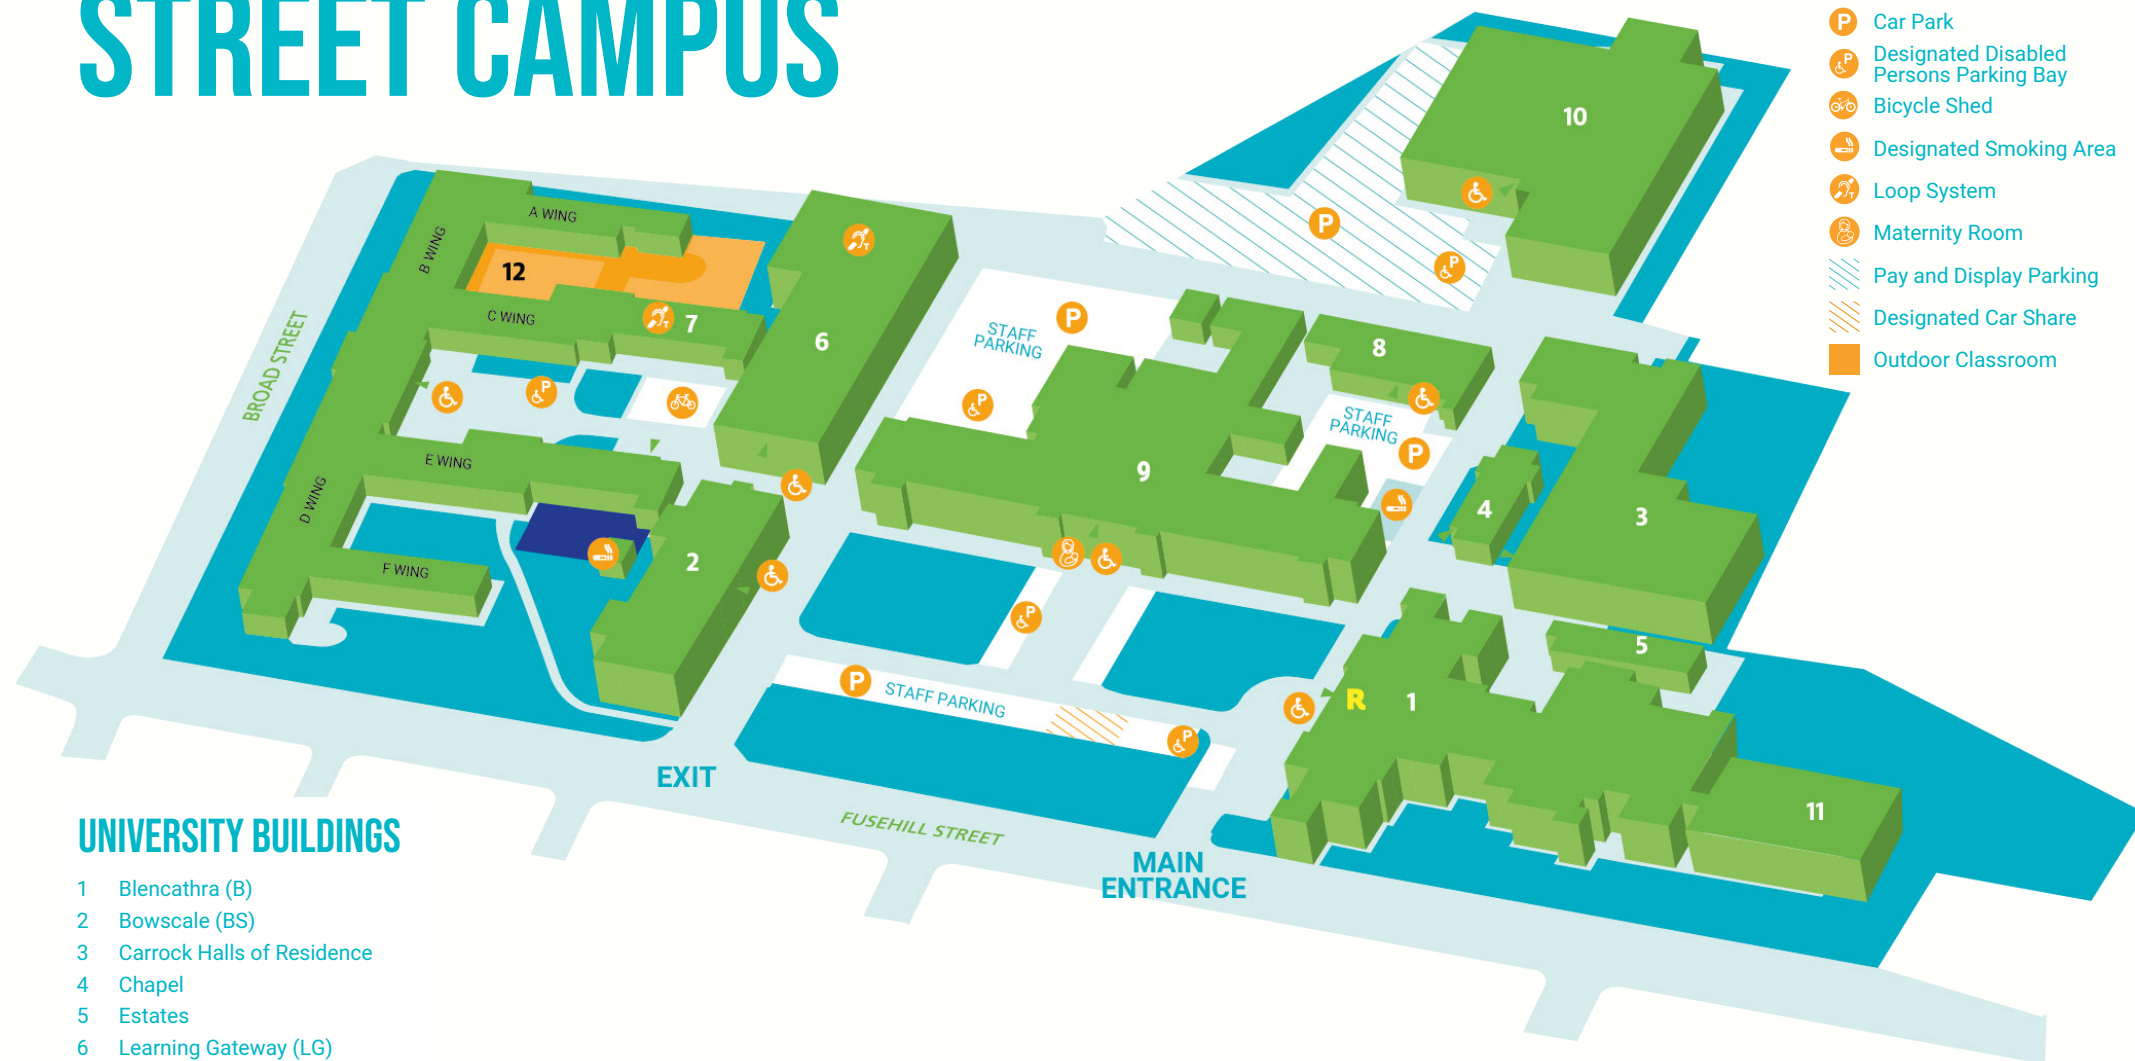 STREET CAMPUS
P Car Park
P Designated Disabled
Persons Parking Bay
Bicycle Shed
Designated Smoking Area
T Loop System
Maternity Room
Pay and Display Parking
Designated Car Share
Outdoor Classroom
10
P
P
A WING
B WING
12
T
C WING
T
7
6
BROAD STREET
STAFF
PARKING
P
P
8
STAFF
PARKING
P
P
E WING
D WING
9
4
3
F WING
2
P
5
P
STAFF PARKING
P
R
1
11
EXIT
FUSEHILL STREET
MAIN
ENTRANCE
UNIVERSITY BUILDINGS
1 Blencathra (B)
2 Bowscale (BS)
3 Carrock Halls of Residence
4 Chapel
5 Estates
6 Learning Gateway (LG)